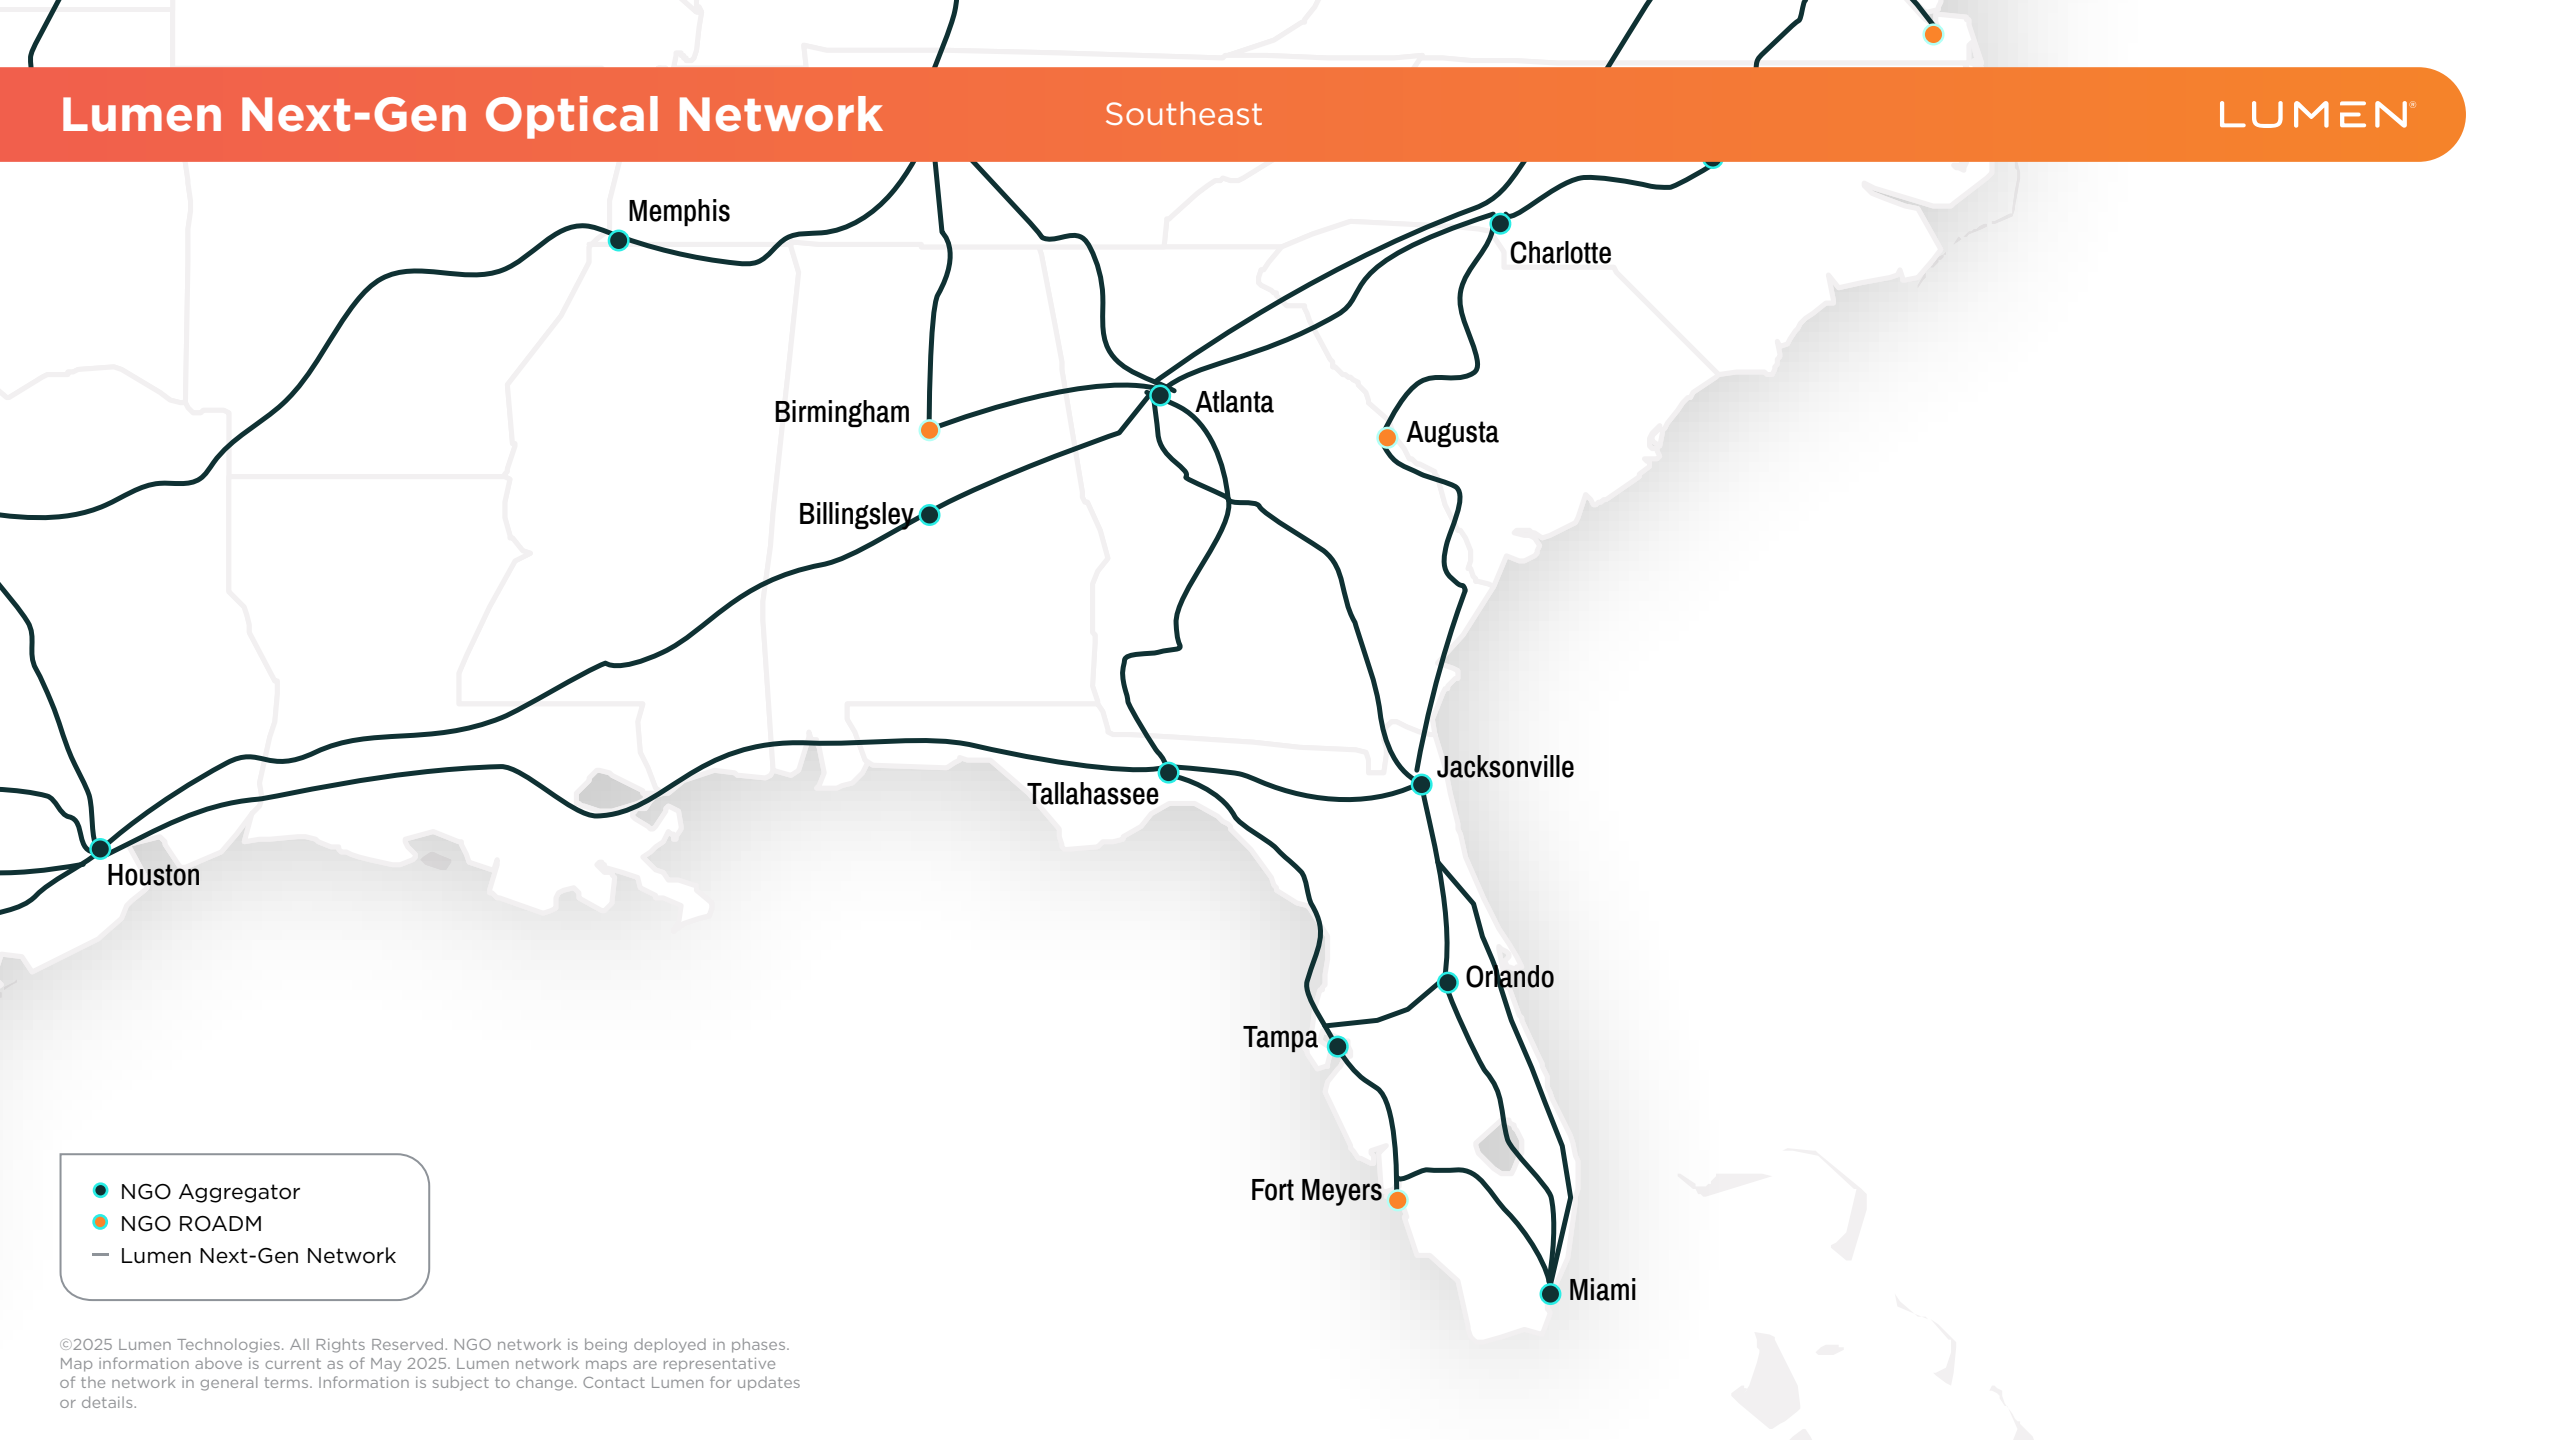 Lumen Next-Gen Optical Network
Southeast
LUMEN®
Memphis
Charlotte
Birmingham
Atlanta
Augusta
Billingsley
Jacksonville
Tallahassee
Houston
Orlando
Tampa
Fort Meyers
Miami
NGO Aggregator
NGO ROADM
Lumen Next-Gen Network
©2025 Lumen Technologies. All Rights Reserved. NGO network is being deployed in phases.
Map information above is current as of May 2025. Lumen network maps are representative
of the network in general terms. Information is subject to change. Contact Lumen for updates
or details.